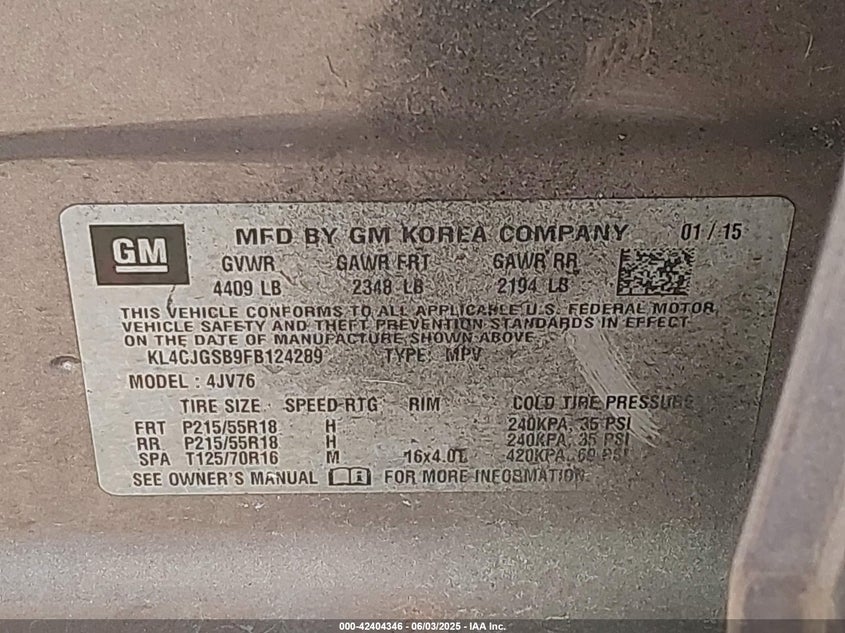 GM
MFD BY GM KOREA COMPANY 01 / 15
GVWR GAWR FRT GAWR RR
4409 LB 2348 LB 2194 LB
THIS VEHICLE CONFORMS TO ALL APPLICABLE U.S. FEDERAL MOTOR
VEHICLE SAFETY AND THEFT PREVENTION STANDARDS IN EFFECT
ON THE DATE OF MANUFACTURE SHOWN ABOVE
KL4CJGSB9FB124289 TYPE: MPV
MODEL : 4JV76
TIRE SIZE SPEED RTG RIM COLD TIRE PRESSURE
FRT P215/55R18 H 240KPA, 35 PSI
RR P215/55R18 H 240KPA, 35 PSI
SPA T125/70R16 M 16x4.0T 420KPA, 60 PSI
SEE OWNER'S MANUAL FOR MORE INFORMATION
000-42404346 - 06/03/2025 - IAA Inc.